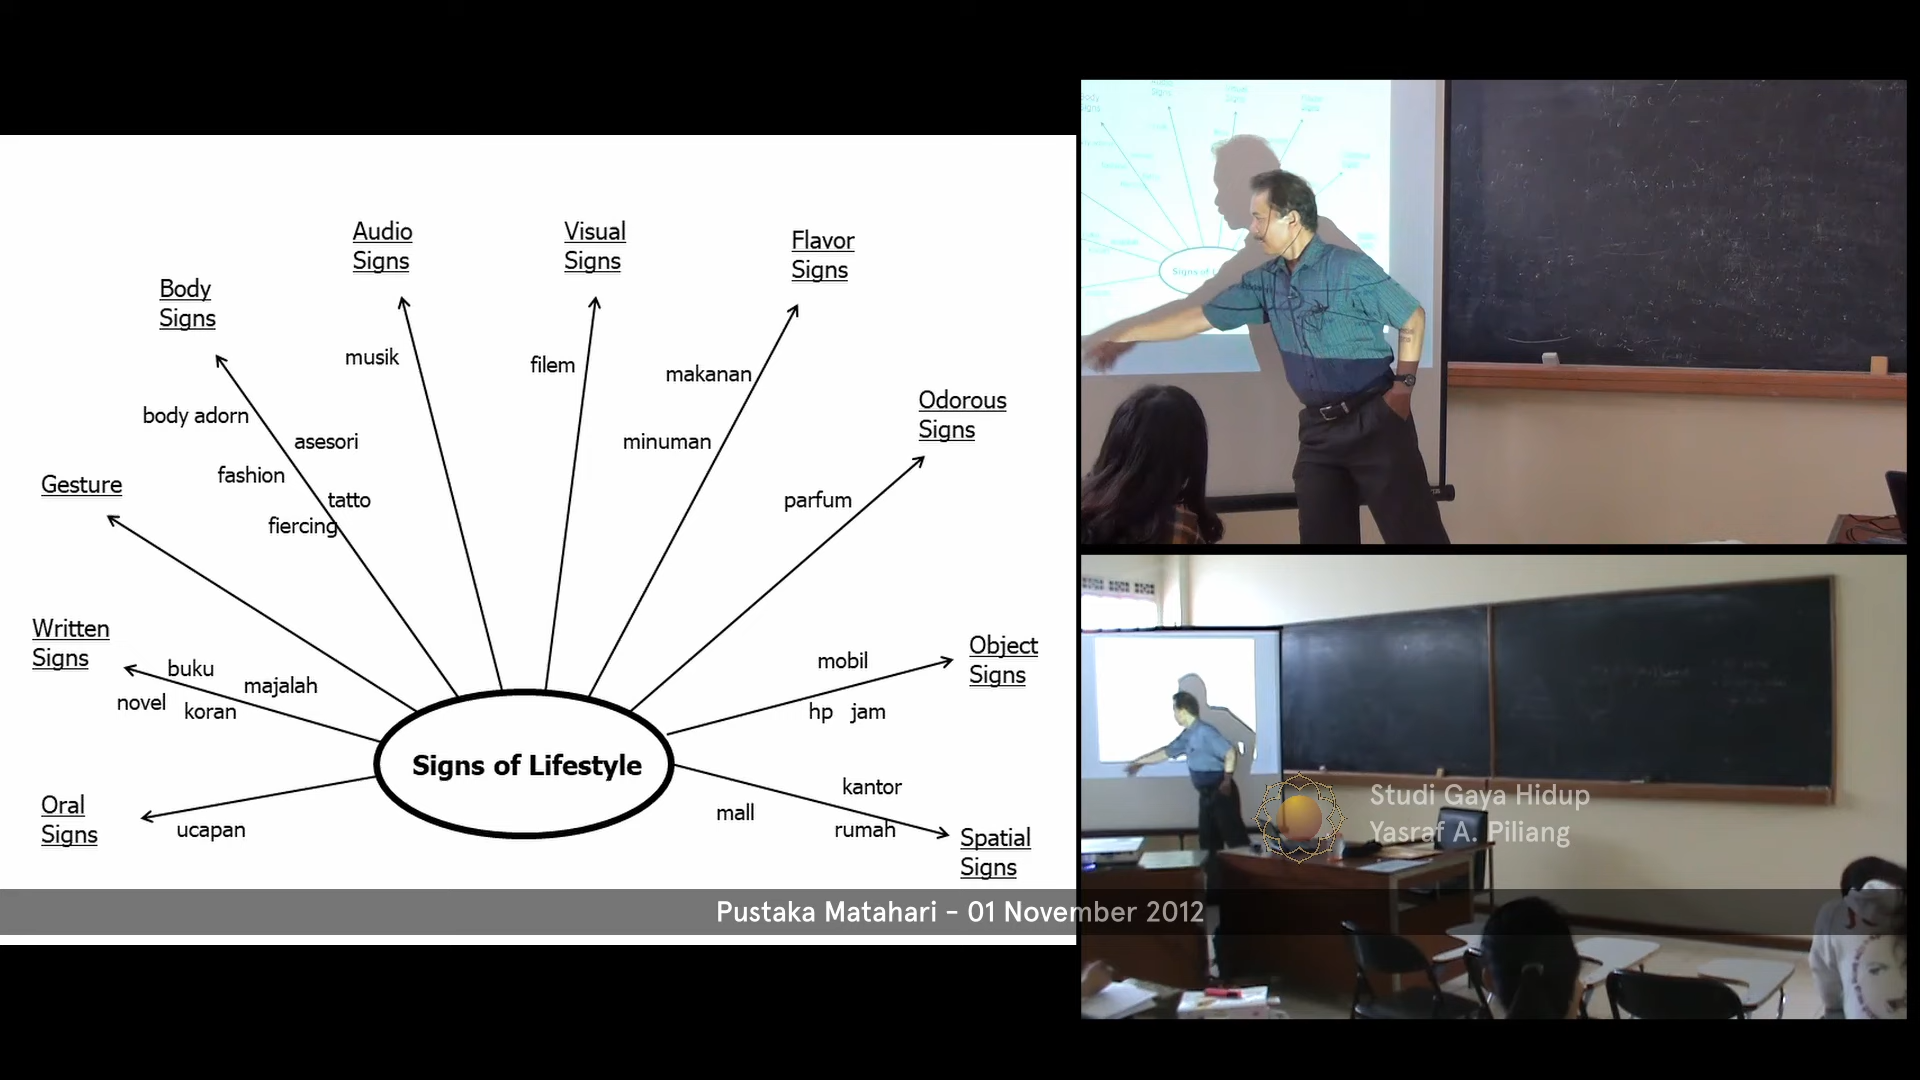 Audio
Signs
Visual
Signs
Flavor
Signs
Body
Signs
musik
filem
makanan
Odorous
Signs
body adorn
asesori
minuman
Gesture
fashion
tatto
parfum
fiercing
Written
Signs
buku
majalah
novel
koran
mobil
Object
Signs
hp jam
Signs of Lifestyle
kantor
mall
rumah
Oral
Signs
ucapan
Spatial
Signs
Studi Gaya Hidup
Yasraf A. Piliang
Pustaka Matahari - 01 November 2012